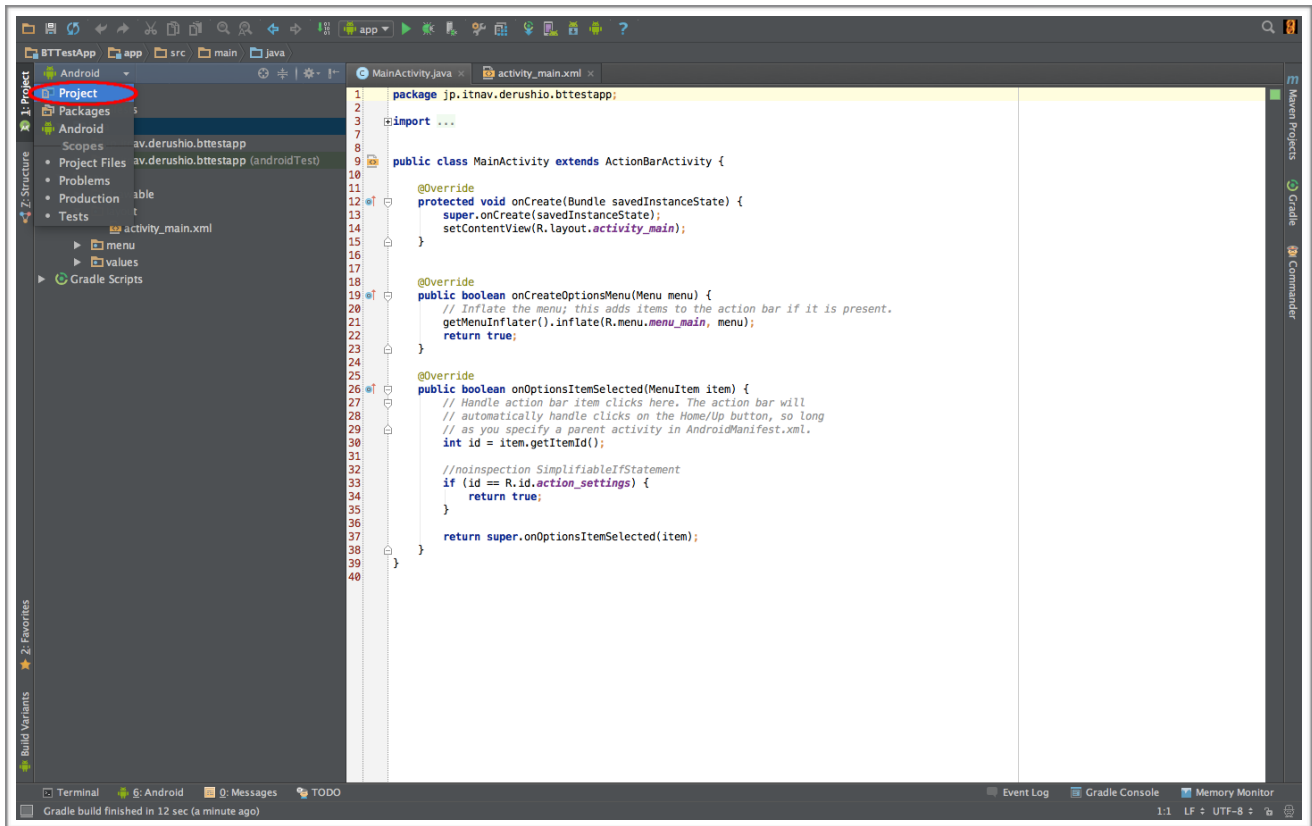 app
?
BTTestApp app src main java
Android
MainActivity.java
activity_main.xml
1: Project
Z: Structure
2: Favorites
Build Variants
Project
Packages
Android
Scopes
Project Files
Problems
Production
Tests
s
av.derushio.bttestapp
av.derushio.bttestapp (androidTest)
able
t
activity_main.xml
menu
values
Gradle Scripts
1 package jp.itnav.derushio.bttestapp;
2
3 import ...
7
8
9 public class MainActivity extends ActionBarActivity {
10
11 @Override
12 protected void onCreate(Bundle savedInstanceState) {
13 super.onCreate(savedInstanceState);
14 setContentView(R.layout.activity_main);
15 }
16
17
18 @Override
19 public boolean onCreateOptionsMenu(Menu menu) {
20 // Inflate the menu; this adds items to the action bar if it is present.
21 getMenuInflater().inflate(R.menu.menu_main, menu);
22 return true;
23 }
24
25 @Override
26 public boolean onOptionsItemSelected(MenuItem item) {
27 // Handle action bar item clicks here. The action bar will
28 // automatically handle clicks on the Home/Up button, so long
29 // as you specify a parent activity in AndroidManifest.xml.
30 int id = item.getItemId();
31
32 //noinspection SimplifiableIfStatement
33 if (id == R.id.action_settings) {
34 return true;
35 }
36
37 return super.onOptionsItemSelected(item);
38 }
39 }
40
m
Maven Projects
Gradle
Commander
Terminal 6: Android 0: Messages TODO Event Log Gradle Console Memory Monitor
Gradle build finished in 12 sec (a minute ago) 1:1 LF UTF-8